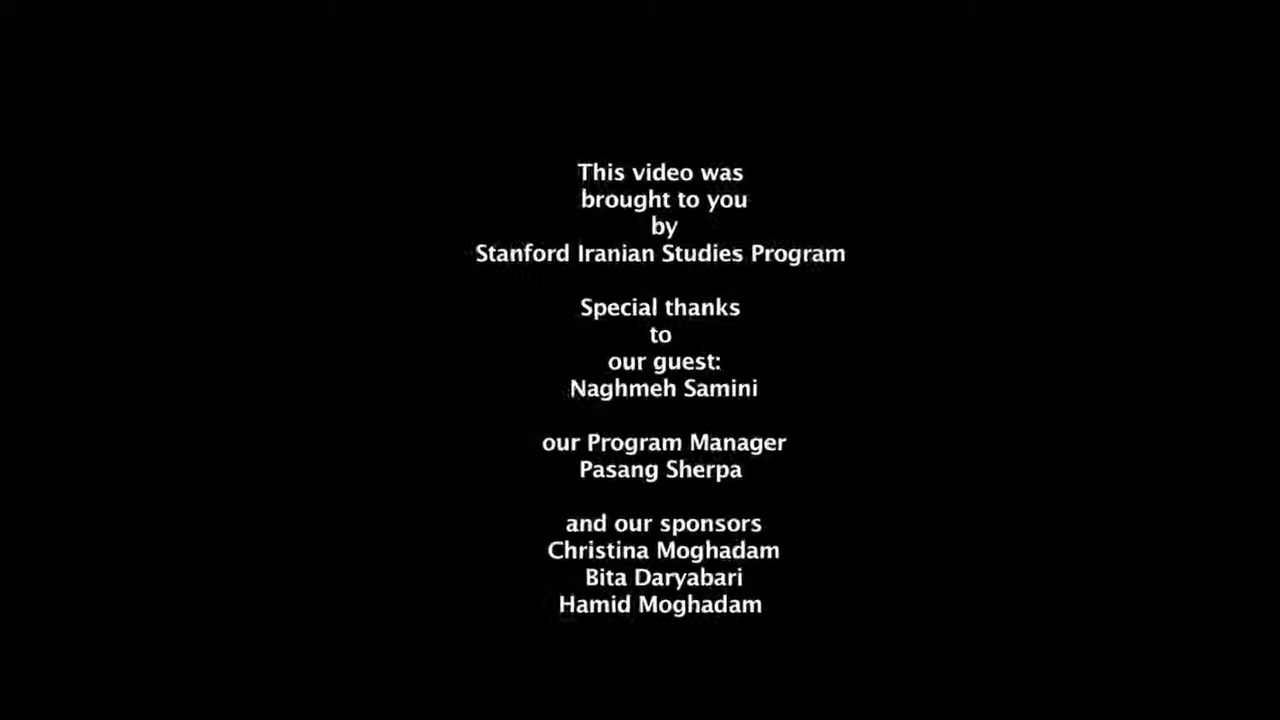 This video was
brought to you
by
Stanford Iranian Studies Program
Special thanks
to
our guest:
Naghmeh Samini
our Program Manager
Pasang Sherpa
and our sponsors
Christina Moghadam
Bita Daryabari
Hamid Moghadam